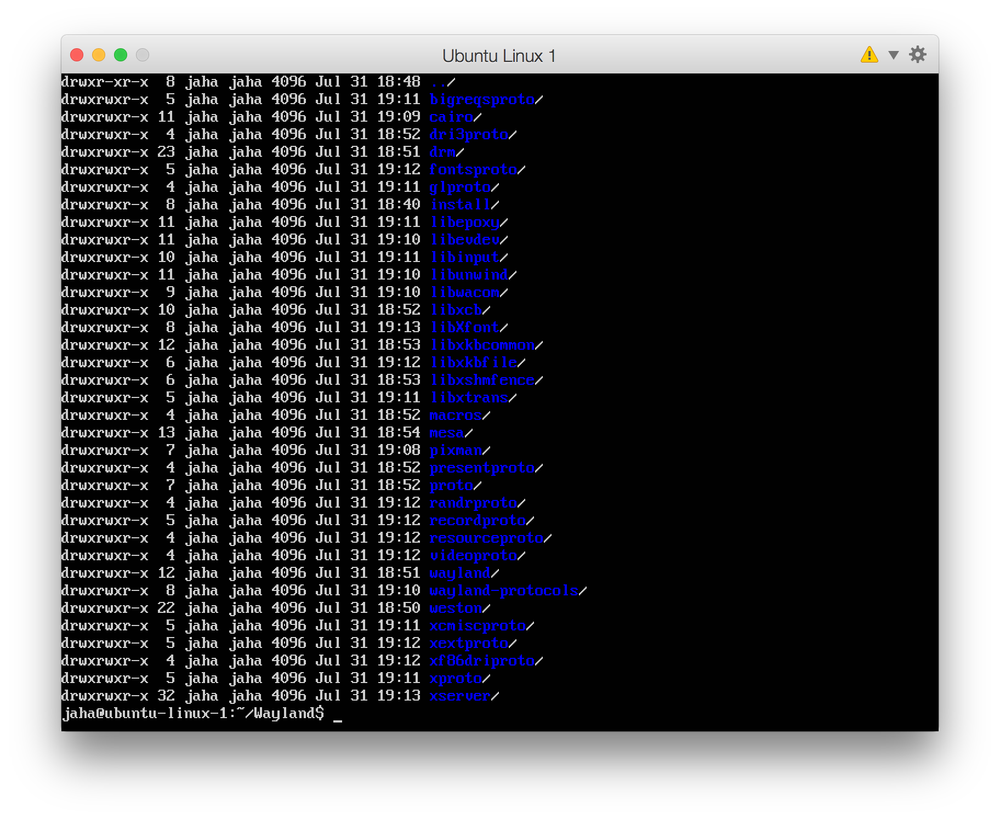 Ubuntu Linux 1
drwxr-xr-x  8 jaha jaha 4096 Jul 31 18:48 ../
drwxrwxr-x  5 jaha jaha 4096 Jul 31 19:11 bigreqsproto/
drwxrwxr-x 11 jaha jaha 4096 Jul 31 19:09 cairo/
drwxrwxr-x  4 jaha jaha 4096 Jul 31 18:52 dri3proto/
drwxrwxr-x 23 jaha jaha 4096 Jul 31 18:51 drm/
drwxrwxr-x  5 jaha jaha 4096 Jul 31 19:12 fontsproto/
drwxrwxr-x  4 jaha jaha 4096 Jul 31 19:11 glproto/
drwxrwxr-x  8 jaha jaha 4096 Jul 31 18:40 install/
drwxrwxr-x 11 jaha jaha 4096 Jul 31 19:11 libepoxy/
drwxrwxr-x 11 jaha jaha 4096 Jul 31 19:10 libevdev/
drwxrwxr-x 10 jaha jaha 4096 Jul 31 19:11 libinput/
drwxrwxr-x 11 jaha jaha 4096 Jul 31 19:10 libunwind/
drwxrwxr-x  9 jaha jaha 4096 Jul 31 19:10 libwacom/
drwxrwxr-x 10 jaha jaha 4096 Jul 31 18:52 libxcb/
drwxrwxr-x  8 jaha jaha 4096 Jul 31 19:13 libXfont/
drwxrwxr-x 12 jaha jaha 4096 Jul 31 18:53 libxkbcommon/
drwxrwxr-x  6 jaha jaha 4096 Jul 31 19:12 libxkbfile/
drwxrwxr-x  6 jaha jaha 4096 Jul 31 18:53 libxshmfence/
drwxrwxr-x  5 jaha jaha 4096 Jul 31 19:11 libxtrans/
drwxrwxr-x  4 jaha jaha 4096 Jul 31 18:52 macros/
drwxrwxr-x 13 jaha jaha 4096 Jul 31 18:54 mesa/
drwxrwxr-x  7 jaha jaha 4096 Jul 31 19:08 pixman/
drwxrwxr-x  4 jaha jaha 4096 Jul 31 18:52 presentproto/
drwxrwxr-x  7 jaha jaha 4096 Jul 31 18:52 proto/
drwxrwxr-x  4 jaha jaha 4096 Jul 31 19:12 randrproto/
drwxrwxr-x  5 jaha jaha 4096 Jul 31 19:12 recordproto/
drwxrwxr-x  4 jaha jaha 4096 Jul 31 19:12 resourceproto/
drwxrwxr-x  4 jaha jaha 4096 Jul 31 19:12 videoproto/
drwxrwxr-x 12 jaha jaha 4096 Jul 31 18:51 wayland/
drwxrwxr-x  8 jaha jaha 4096 Jul 31 19:10 wayland-protocols/
drwxrwxr-x 22 jaha jaha 4096 Jul 31 18:50 weston/
drwxrwxr-x  5 jaha jaha 4096 Jul 31 19:11 xcmiscproto/
drwxrwxr-x  5 jaha jaha 4096 Jul 31 19:12 xextproto/
drwxrwxr-x  4 jaha jaha 4096 Jul 31 19:12 xf86driproto/
drwxrwxr-x  5 jaha jaha 4096 Jul 31 19:11 xproto/
drwxrwxr-x 32 jaha jaha 4096 Jul 31 19:13 xserver/
jaha@ubuntu-linux-1:~/Wayland$ _